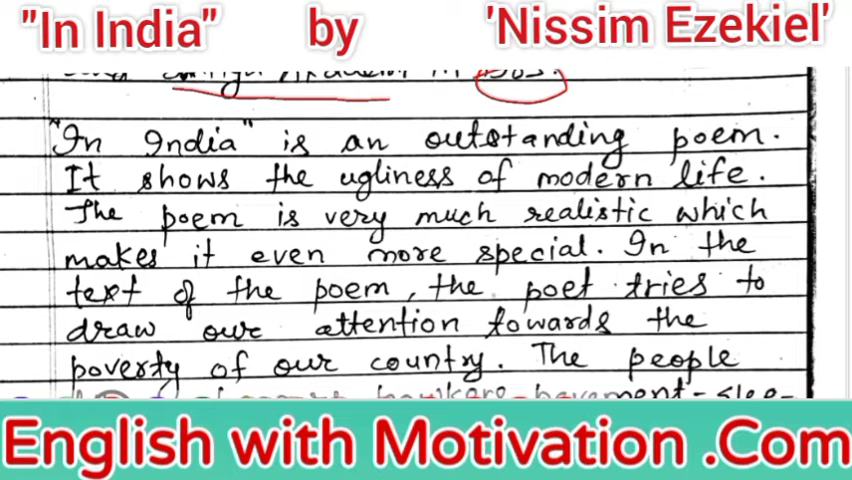 "In India" by 'Nissim Ezekiel'
"In India" is an outstanding poem.
It shows the ugliness of modern life.
The poem is very much realistic which
makes it even more special. In the
text of the poem, the poet tries to
draw our attention towards the
poverty of our country. The people
English with Motivation .Com